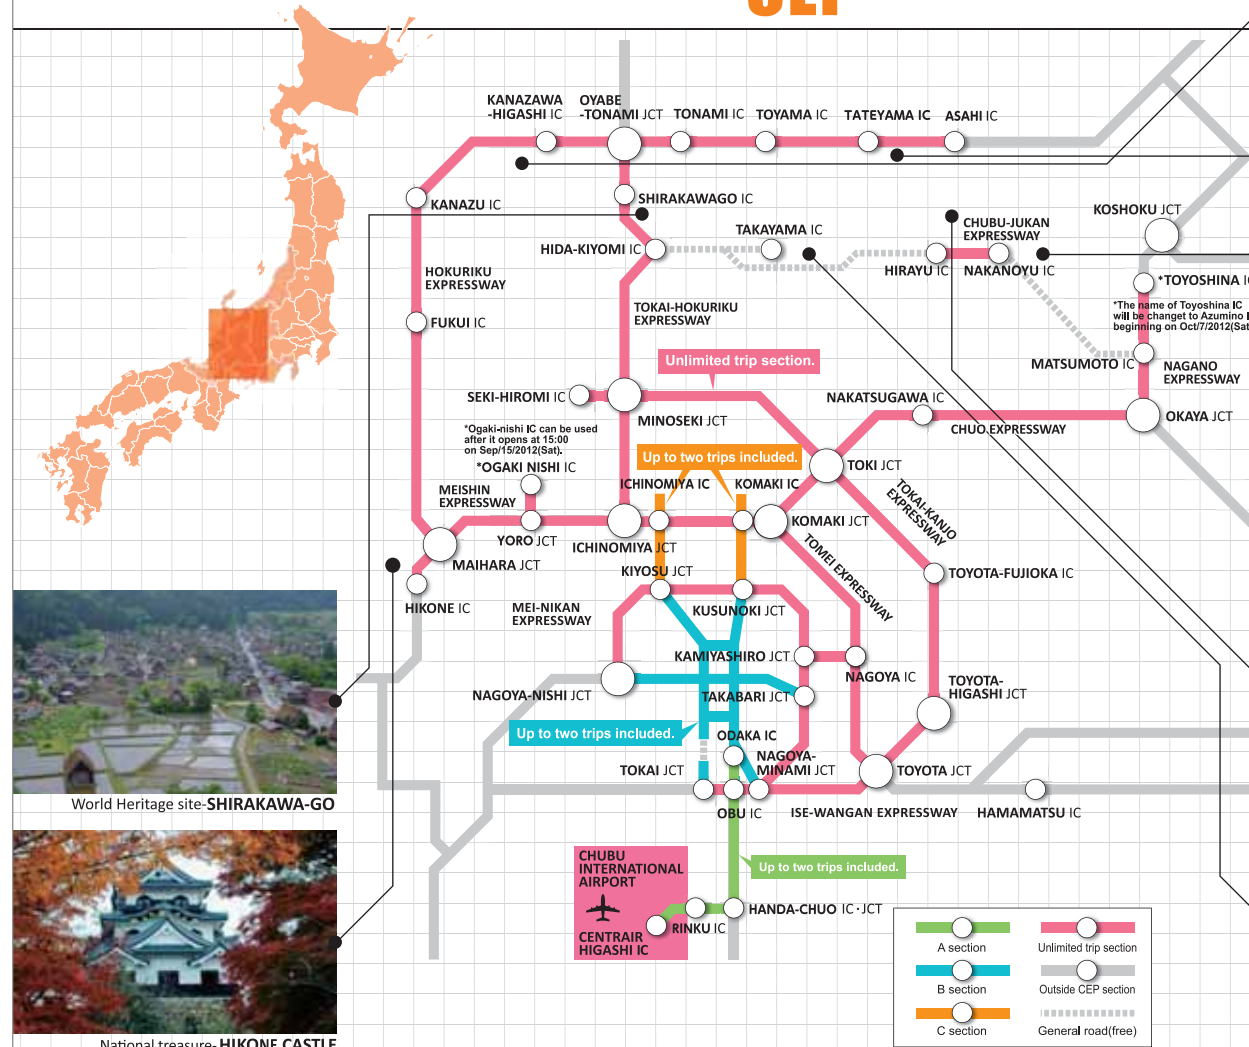 CEP
KANAZAWA
-HIGASHI IC
OYABE
-TONAMI JCT
TONAMI IC
TOYAMA IC
TATEYAMA IC
ASAHI IC
KANAZU IC
SHIRAKAWAGO IC
HIDA-KIYOMI IC
TAKAYAMA IC
CHUBU-JUKAN
EXPRESSWAY
HIRAYU IC
NAKANOYU IC
KOSHOKU JCT
*TOYOSHINA IC
*The name of Toyoshina IC
will be changet to Azumino
beginning on Oct/7/2012(Sat
HOKURIKU
EXPRESSWAY
FUKUI IC
TOKAI-HOKURIKU
EXPRESSWAY
MATSUMOTO IC
NAGANO
EXPRESSWAY
Unlimited trip section.
SEKI-HIROMI IC
MINOSEKI JCT
NAKATSUGAWA IC
CHUO EXPRESSWAY
OKAYA JCT
*Ogaki-nishi IC can be used
after it opens at 15:00
on Sep/15/2012(Sat).
*OGAKI NISHI IC
Up to two trips included.
TOKI JCT
MEISHIN
EXPRESSWAY
ICHINOMIYA IC
KOMAKI IC
TOKAI-KANJO
EXPRESSWAY
YORO JCT
ICHINOMIYA JCT
KOMAKI JCT
TOMEI EXPRESSWAY
MAIHARA JCT
KIYOSU JCT
TOYOTA-FUJIOKA IC
HIKONE IC
MEI-NIKAN
EXPRESSWAY
KUSUNOKI JCT
KAMIYASHIRO JCT
NAGOYA IC
NAGOYA-NISHI JCT
TAKABARI JCT
TOYOTA-
HIGASHI JCT
Up to two trips included.
ODAKA IC
NAGOYA-
MINAMI JCT
TOKAI JCT
TOYOTA JCT
OBU IC
ISE-WANGAN EXPRESSWAY
HAMAMATSU IC
World Heritage site-SHIRAKAWA-GO
CHUBU
INTERNATIONAL
AIRPORT
Up to two trips included.
HANDA-CHUO IC・JCT
RINKU IC
CENTRAIR
HIGASHI IC
A section
Unlimited trip section
B section
Outside CEP section
C section
General road(free)
National treasure-HIKONE CASTLE